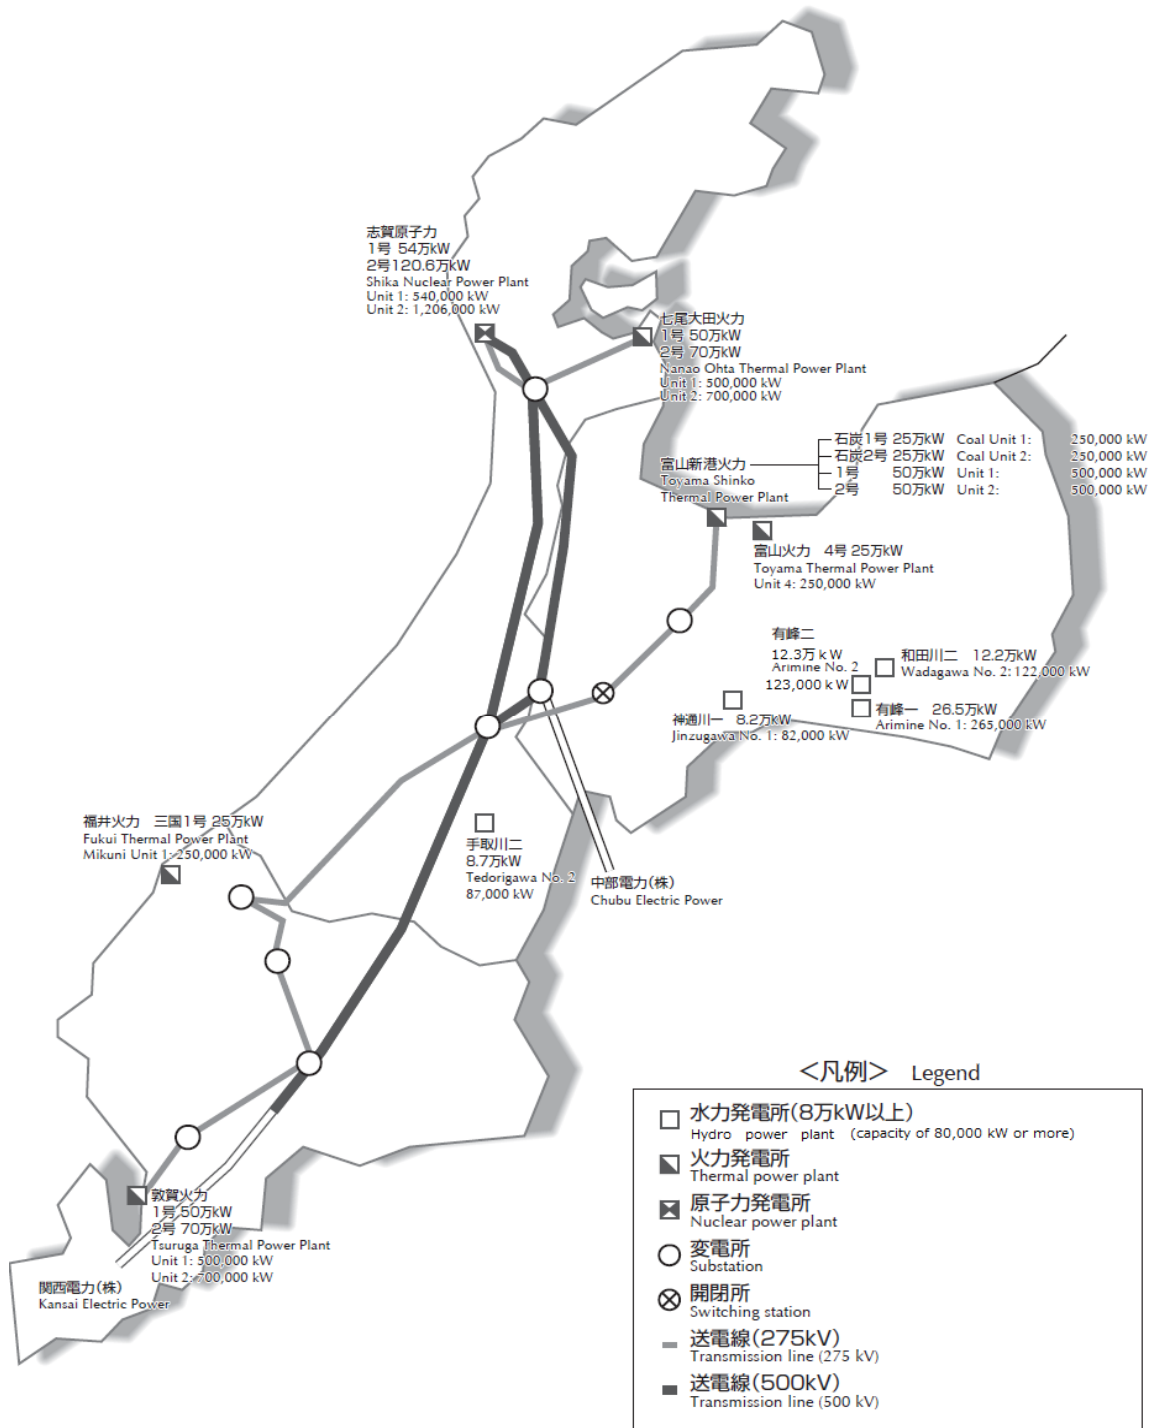 志賀原子力
1号 54万kW
2号120.6万kW
Shika Nuclear Power Plant
Unit 1: 540,000 kW
Unit 2: 1,206,000 kW
七尾大田火力
1号 50万kW
2号 70万kW
Nanao Ohta Thermal Power Plant
Unit 1: 500,000 kW
Unit 2: 700,000 kW
富山新港火力
Toyama Shinko
Thermal Power Plant
石炭1号 25万kW Coal Unit 1: 250,000 kW
石炭2号 25万kW Coal Unit 2: 250,000 kW
1号 50万kW Unit 1: 500,000 kW
2号 50万kW Unit 2: 500,000 kW
富山火力 4号 25万kW
Toyama Thermal Power Plant
Unit 4: 250,000 kW
有峰二
12.3万kW
Arimine No. 2
123,000 kW
和田川二 12.2万kW
Wadagawa No. 2: 122,000 kW
有峰一 26.5万kW
Arimine No. 1: 265,000 kW
神通川一 8.2万kW
Jinzugawa No. 1: 82,000 kW
福井火力 三国1号 25万kW
Fukui Thermal Power Plant
Mikuni Unit 1: 250,000 kW
手取川二
8.7万kW
Tedorigawa No. 2
87,000 kW
中部電力(株)
Chubu Electric Power
敦賀火力
1号 50万kW
2号 70万kW
Tsuruga Thermal Power Plant
Unit 1: 500,000 kW
Unit 2: 700,000 kW
関西電力(株)
Kansai Electric Power
<凡例> Legend
水力発電所(8万kW以上)
Hydro power plant (capacity of 80,000 kW or more)
火力発電所
Thermal power plant
原子力発電所
Nuclear power plant
変電所
Substation
開閉所
Switching station
送電線(275kV)
Transmission line (275 kV)
送電線(500kV)
Transmission line (500 kV)